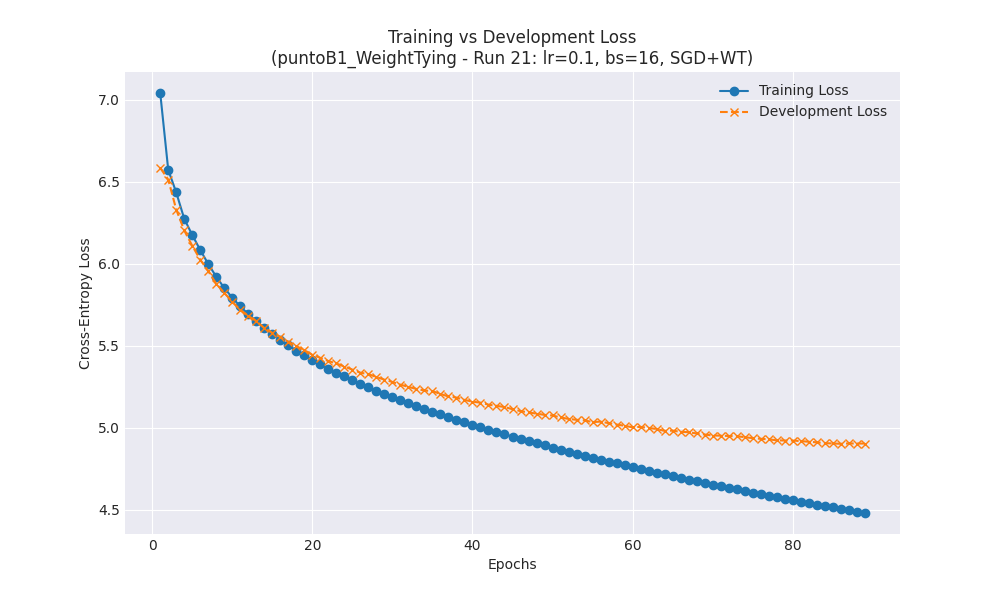 Training vs Development Loss
(puntoB1_WeightTying - Run 21: lr=0.1, bs=16, SGD+WT)
Training Loss
Development Loss
7.0
6.5
6.0
5.5
5.0
4.5
Cross-Entropy Loss
0 20 40 60 80
Epochs